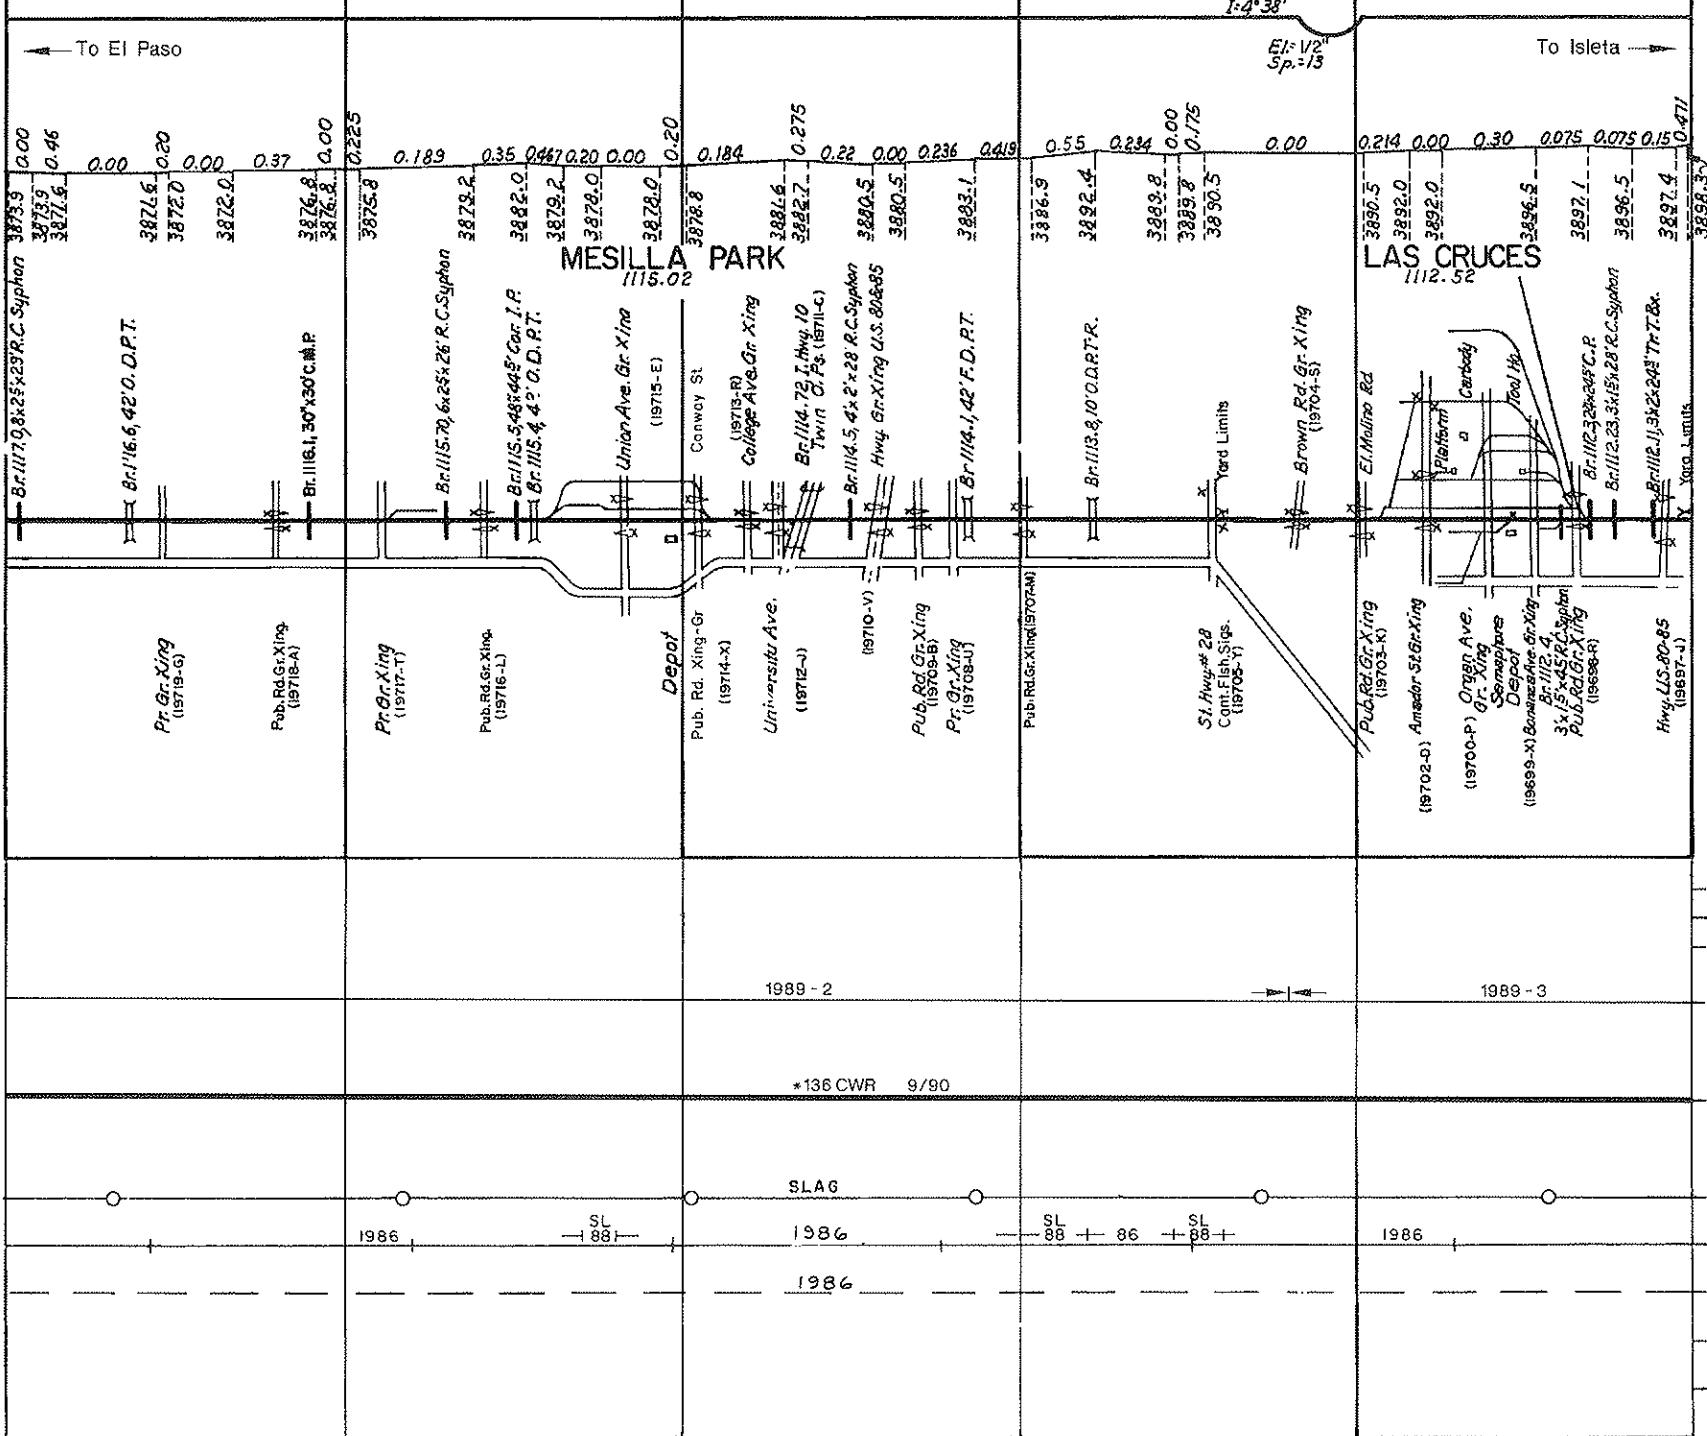 I=4°38'
To El Paso
El=1/2"
Sp.=13
To Isleta
0.00 0.46 0.00 0.20 0.00 0.37 0.00 0.225 0.189 0.35 0.467 0.20 0.00 0.20 0.184 0.275 0.22 0.00 0.236 0.419 0.55 0.234 0.00 0.175 0.00 0.214 0.00 0.30 0.075 0.075 0.15 0.471
3873.9 3873.9 3871.6 3871.6 3872.0 3872.0 3876.8 3876.8 3875.8 3879.2 3882.0 3879.2 3878.0 3878.0 3878.8 3881.6 3882.7 3880.5 3880.5 3883.1 3886.9 3892.4 3889.8 3889.8 3890.5 3890.5 3892.0 3892.0 3896.5 3897.1 3896.5 3897.4 3898.3
MESILLA PARK
1115.02
LAS CRUCES
1112.52
Br.1117.0, R.C. Syphon
Br.1116.6, 42' O.D.P.T.
Br.1116.1, 30"x30' C.M.P.
Br.1115.70, 6x25x26' R.C. Syphon
Br.1115.5, 48"x44.5' Cor. I.P.
Br.1115.4, O.D.P.T.
Union Ave. Gr. Xing
(19715-E)
Conway St
(19713-R)
College Ave. Gr. Xing
Br.1114.72, I. Hwy. 10
Twin O.Ps. (19711-C)
Br.1114.5, 4'x2'x28' R.C. Syphon
Hwy. Gr. Xing U.S. 80&85
Br.1114.1, 42' F.D.P.T.
Br.1113.8, 10' O.D.P.T-R.
Yard Limits
Brown Rd. Gr. Xing
(19704-S)
El. Molino Rd
Platform
Carbody
Tool Ho.
Br.1112.3 C.P.
Br.1112.23, R.C. Syphon
Br.1112.11, Tr.T. Bx.
Yard Limits
Pr. Gr. Xing
(19719-G)
Pub. Rd. Gr. Xing.
(19718-A)
Pr. Gr. Xing
(19717-T)
Pub. Rd. Gr. Xing.
(19716-L)
Depot
Pub. Rd. Xing-Gr
(19714-X)
University Ave.
(19712-J)
(19710-V)
Pub. Rd. Gr. Xing
(19709-B)
Pr. Gr. Xing
(19708-U)
Pub. Rd. Gr. Xing (19707-M)
St. Hwy.# 28
Cant. Flsh. Sigs.
(19705-Y)
Pub. Rd. Gr. Xing
(19703-K)
Amador St. Gr. Xing
(19702-D)
(19700-P) Organ Ave.
Gr. Xing
Semaphore
Depot
(19699-X) Ave. Gr. Xing
Br. 1112.4
R.C. Syphon
Pub. Rd. Gr. Xing
(19698-R)
Hwy. U.S. 80-85
(19697-J)
1989 - 2
1989 - 3
*136 CWR 9/90
SLAG
1986 SL 88 1986 SL 88 86 SL 88 1986
1986